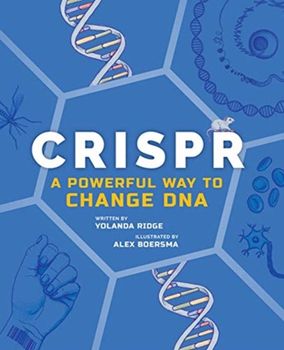 CRISPR
A POWERFUL WAY TO
CHANGE DNA
WRITTEN BY
YOLANDA RIDGE
ILLUSTRATED BY
ALEX BOERSMA